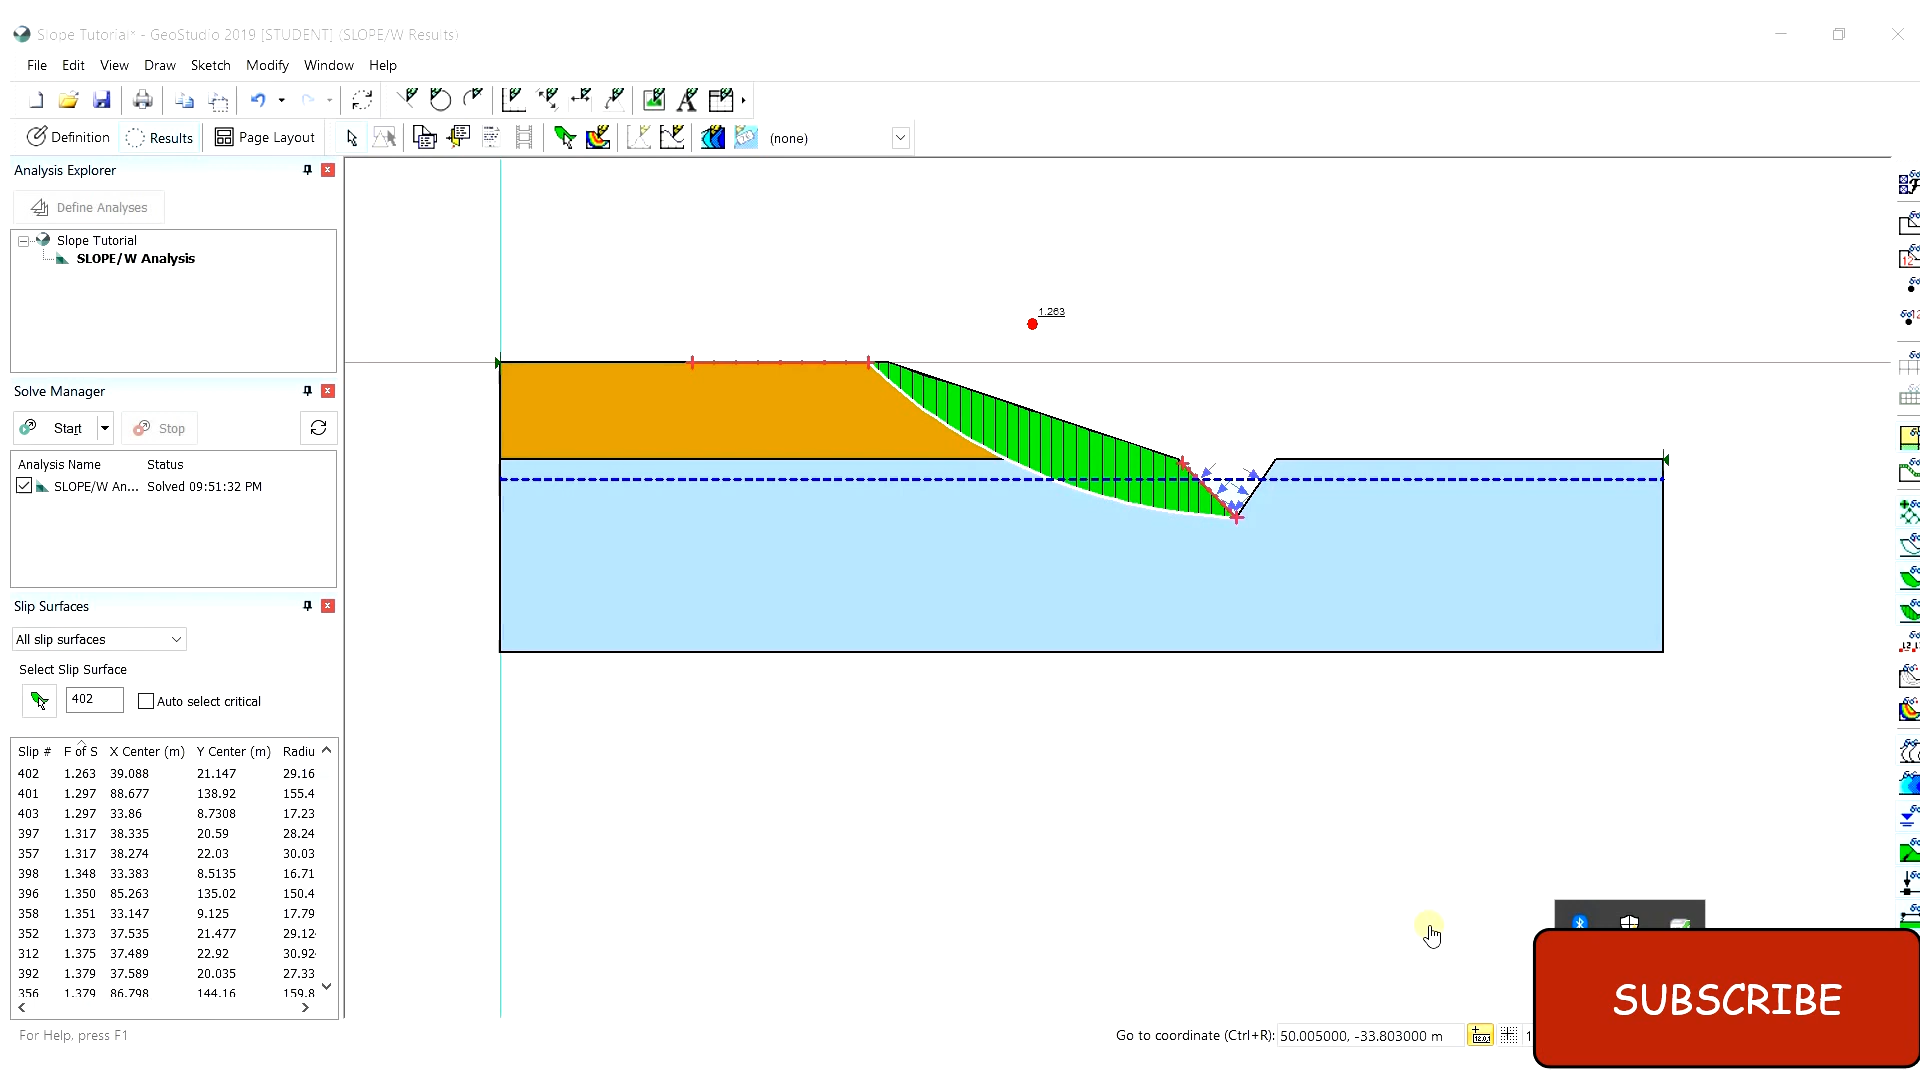 Slope Tutorial* - GeoStudio 2019 [STUDENT] (SLOPE/W Results)
File Edit View Draw Sketch Modify Window Help
Definition Results Page Layout (none)
Analysis Explorer
Define Analyses
Slope Tutorial
SLOPE/W Analysis
1.263
Solve Manager
Start Stop
Analysis Name Status
SLOPE/W An... Solved 09:51:32 PM
Slip Surfaces
All slip surfaces
Select Slip Surface
402 Auto select critical
Slip # F of S X Center (m) Y Center (m) Radiu
402 1.263 39.088 21.147 29.16
401 1.297 88.677 138.92 155.4
403 1.297 33.86 8.7308 17.23
397 1.317 38.335 20.59 28.24
357 1.317 38.274 22.03 30.03
398 1.348 33.383 8.5135 16.71
396 1.350 85.263 135.02 150.4
358 1.351 33.147 9.125 17.79
352 1.373 37.535 21.477 29.12
312 1.375 37.489 22.92 30.92
392 1.379 37.589 20.035 27.33
356 1.379 86.798 144.16 159.8
For Help, press F1
Go to coordinate (Ctrl+R): 50.005000, -33.803000 m
SUBSCRIBE